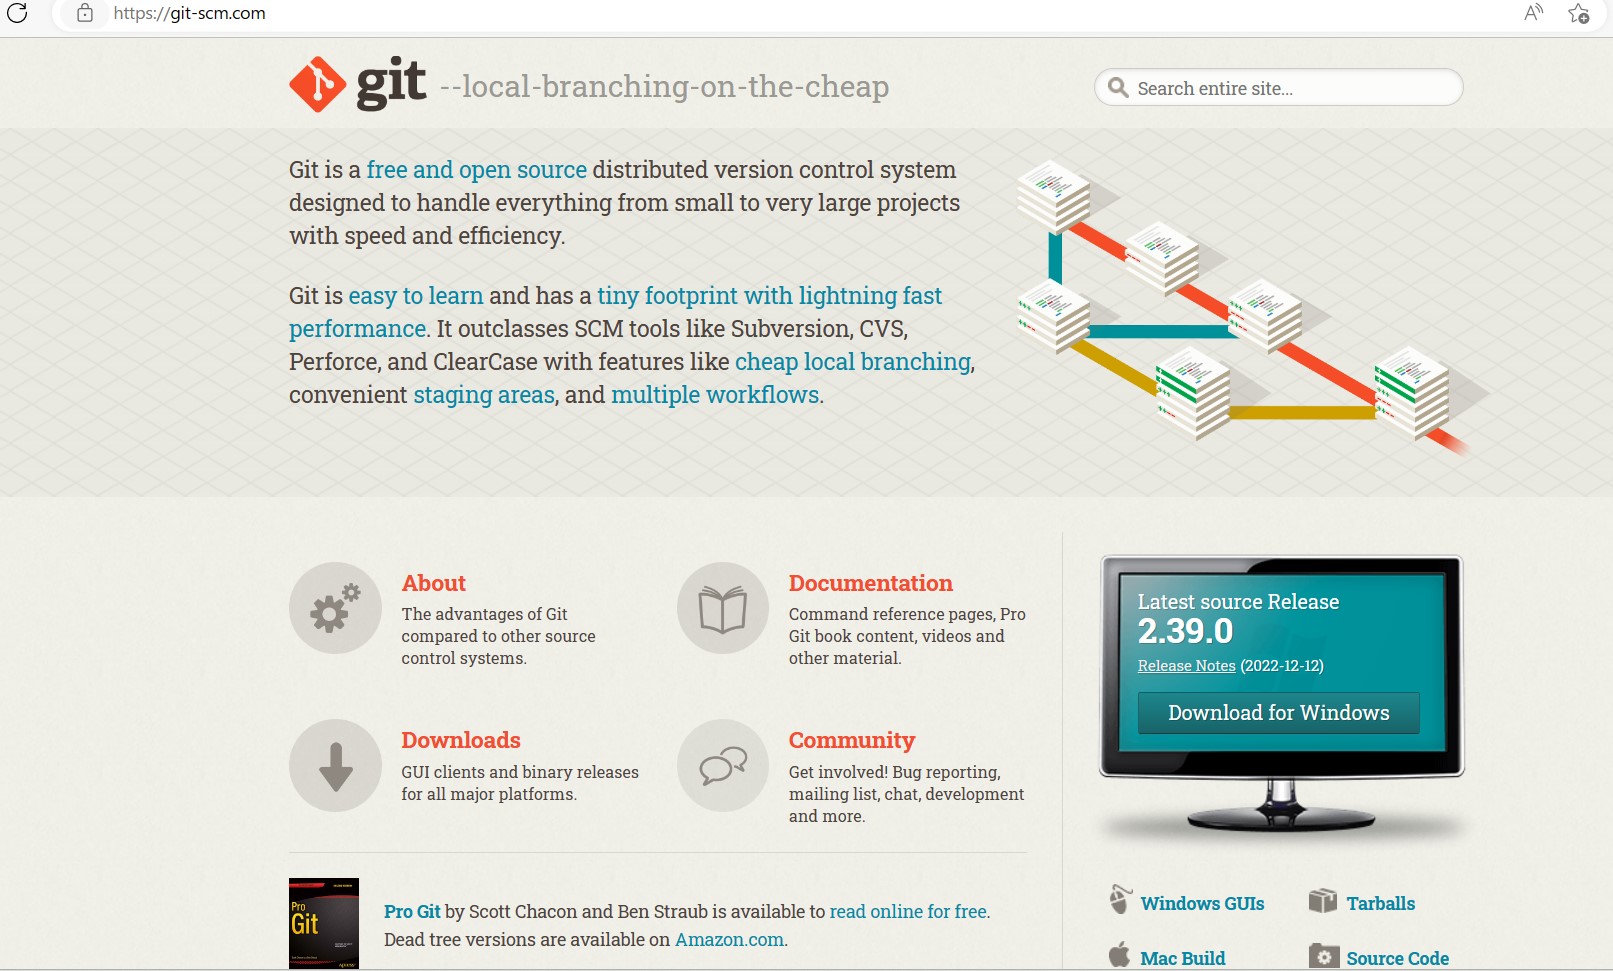 https://git-scm.com
git --local-branching-on-the-cheap
Search entire site...
Git is a free and open source distributed version control system
designed to handle everything from small to very large projects
with speed and efficiency.
Git is easy to learn and has a tiny footprint with lightning fast
performance. It outclasses SCM tools like Subversion, CVS,
Perforce, and ClearCase with features like cheap local branching,
convenient staging areas, and multiple workflows.
About
The advantages of Git
compared to other source
control systems.
Documentation
Command reference pages, Pro
Git book content, videos and
other material.
Downloads
GUI clients and binary releases
for all major platforms.
Community
Get involved! Bug reporting,
mailing list, chat, development
and more.
Latest source Release
2.39.0
Release Notes (2022-12-12)
Download for Windows
Pro
Git
Pro Git by Scott Chacon and Ben Straub is available to read online for free.
Dead tree versions are available on Amazon.com.
Windows GUIs
Tarballs
Mac Build
Source Code